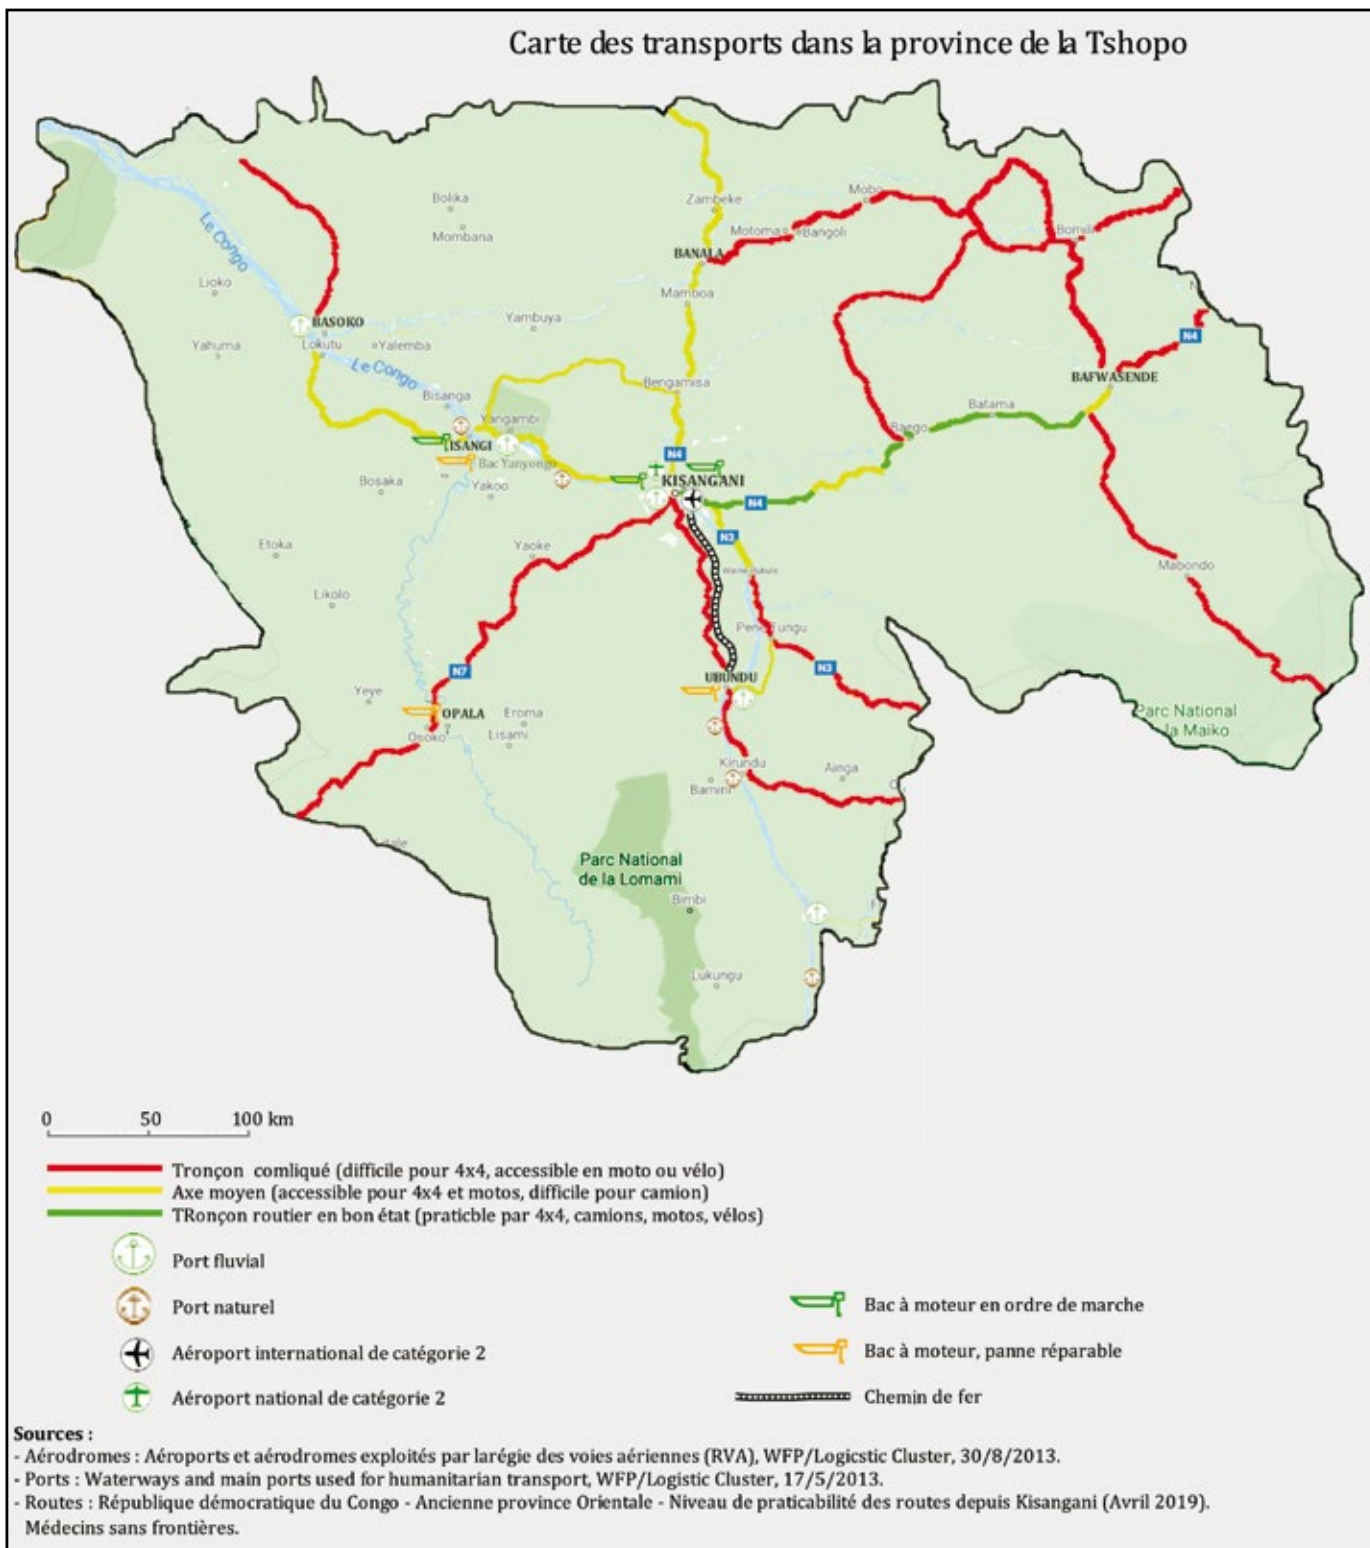 Carte des transports dans la province de la Tshopo
Le Congo
Bolika
Mombana
Zambeke
Mobo
Motoma
Bangoli
Bomili
BANALA
Lioko
Mamboa
N
BASOKO
Yambuya
Lokutu
Yalemba
Yahuma
Le Congo
N4
BAFWASENDE
Bengamisa
Bisanga
Batama
Yangambi
Baego
ISANGI
Bac Yanyongo
N4
KISANGANI
Bosaka
Yakoo
N4
N3
Etoka
Yaoke
Mabondo
Likolo
Pene Tungu
N7
N3
UBUNDU
Yeye
OPALA
Eroma
Osoko
Lisami
Parc National
la Maiko
Kirundu
Ainga
Bamini
Parc National
de la Lomami
Bimbi
Lukungu
0 50 100 km
Tronçon comliqué (difficile pour 4x4, accessible en moto ou vélo)
Axe moyen (accessible pour 4x4 et motos, difficile pour camion)
TRonçon routier en bon état (praticble par 4x4, camions, motos, vélos)
Port fluvial
Port naturel
Bac à moteur en ordre de marche
Aéroport international de catégorie 2
Bac à moteur, panne réparable
Aéroport national de catégorie 2
Chemin de fer
Sources :
- Aérodromes : Aéroports et aérodromes exploités par larégie des voies aériennes (RVA), WFP/Logicstic Cluster, 30/8/2013.
- Ports : Waterways and main ports used for humanitarian transport, WFP/Logistic Cluster, 17/5/2013.
- Routes : République démocratique du Congo - Ancienne province Orientale - Niveau de praticabilité des routes depuis Kisangani (Avril 2019).
Médecins sans frontières.